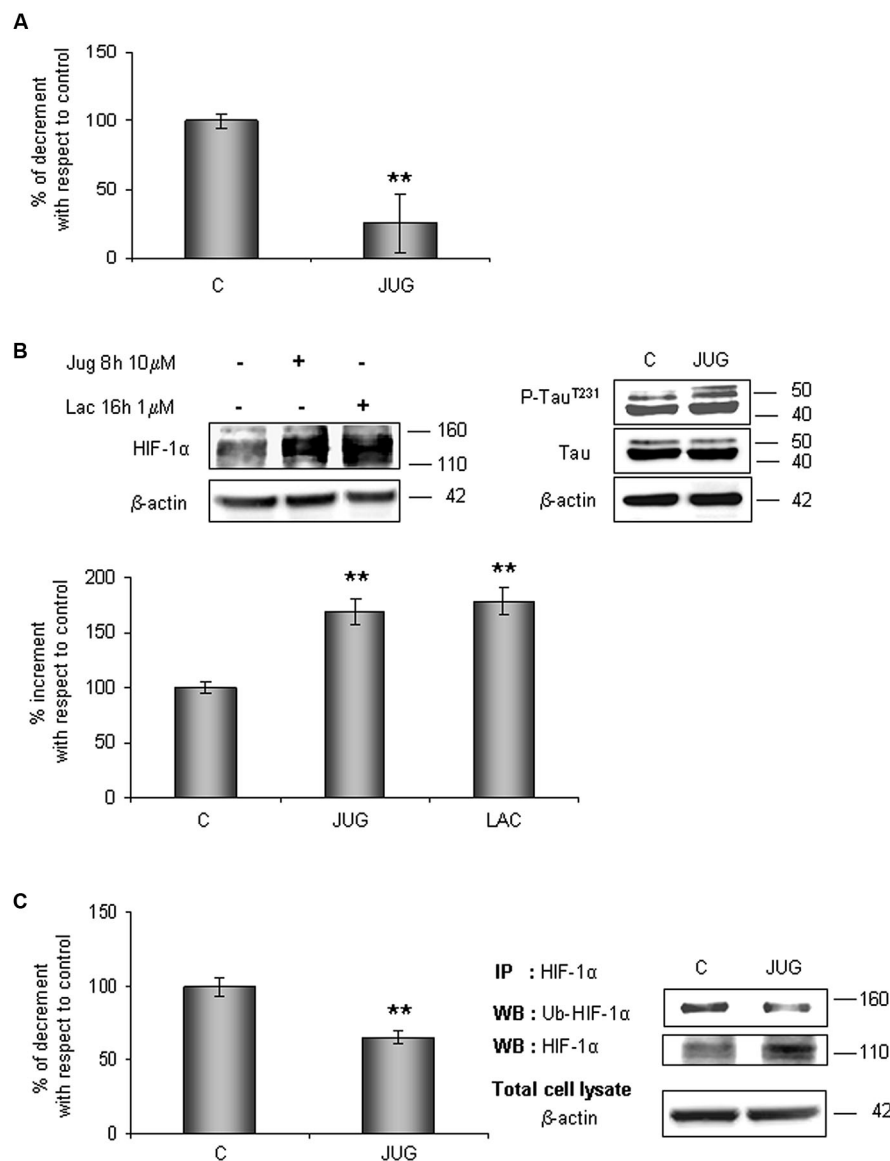 A
% of decrement
with respect to control
150
100
50
0
**
C JUG
B
Jug 8h 10µM - + -
Lac 16h 1µM - - +
HIF-1α
160
110
β-actin
42
C JUG
P-Tau^T231
50
40
Tau
50
40
β-actin
42
% increment
with respect to control
200
150
100
50
0
**
**
C JUG LAC
C
% of decrement
with respect to control
150
100
50
0
**
C JUG
IP : HIF-1α C JUG
WB : Ub-HIF-1α
160
WB : HIF-1α
110
Total cell lysate
β-actin
42